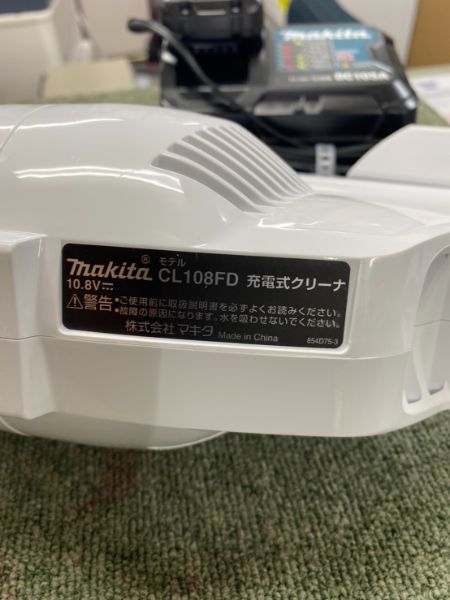 makita
DC10SA
makita® モデル CL108FD 充電式クリーナ
10.8V⎓
⚠警告 •ご使用前に取扱説明書を必ずよくお読みください。
•故障の原因になります。水を吸わせないでください。
株式会社 マキタ Made in China 854D75-3